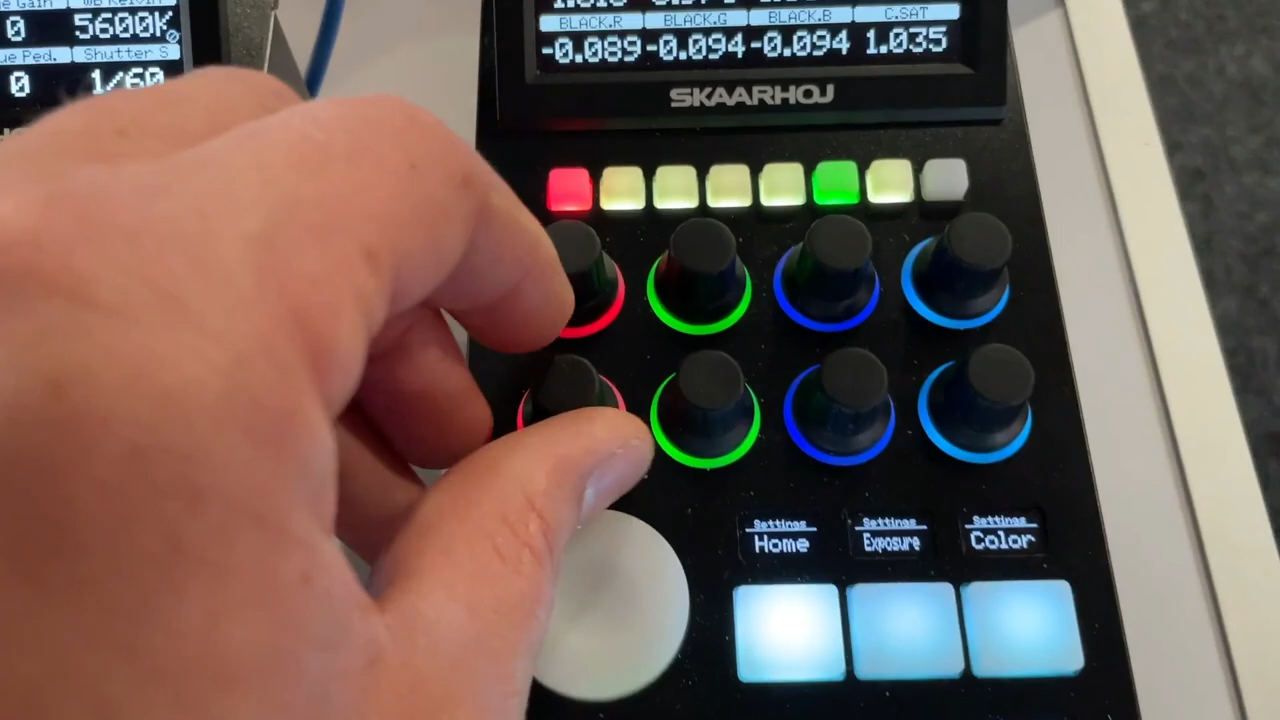 0 5600K
Shutter S
0 1/60
BLACK.R BLACK.G BLACK.B C.SAT
-0.089 -0.094 -0.094 1.035
SKAARHOJ
Settings Settings Settings
Home Exposure Color